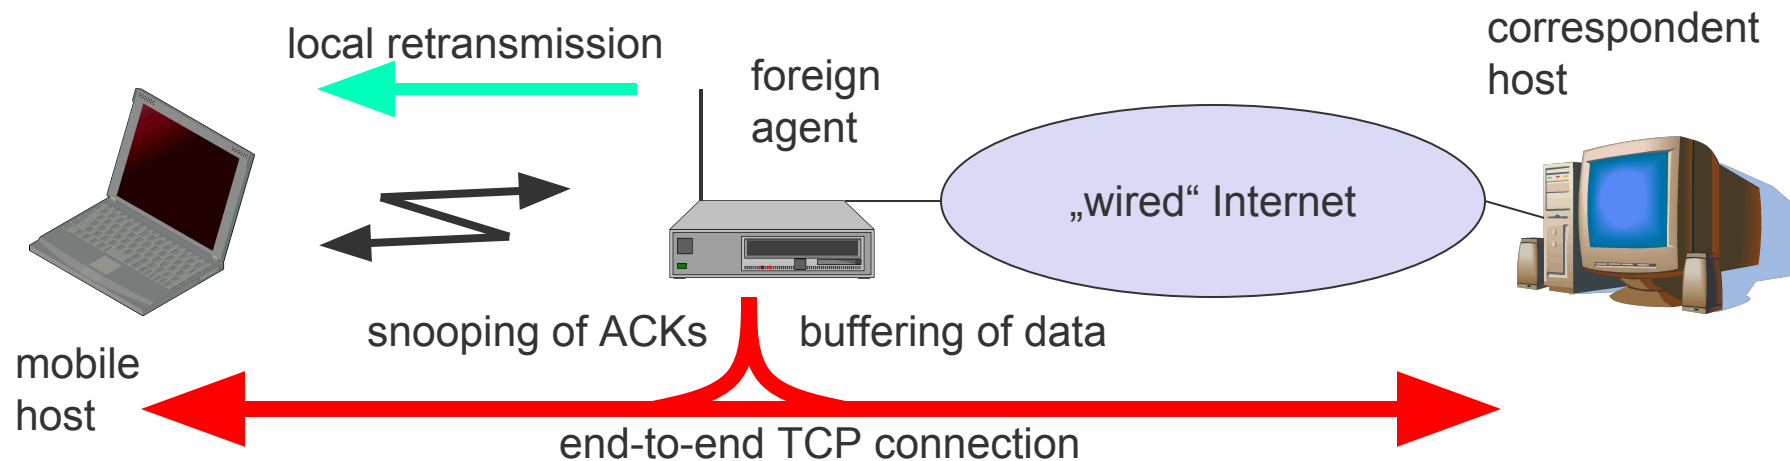 local retransmission
correspondent
host
foreign
agent
„wired“ Internet
snooping of ACKs
buffering of data
mobile
host
end-to-end TCP connection